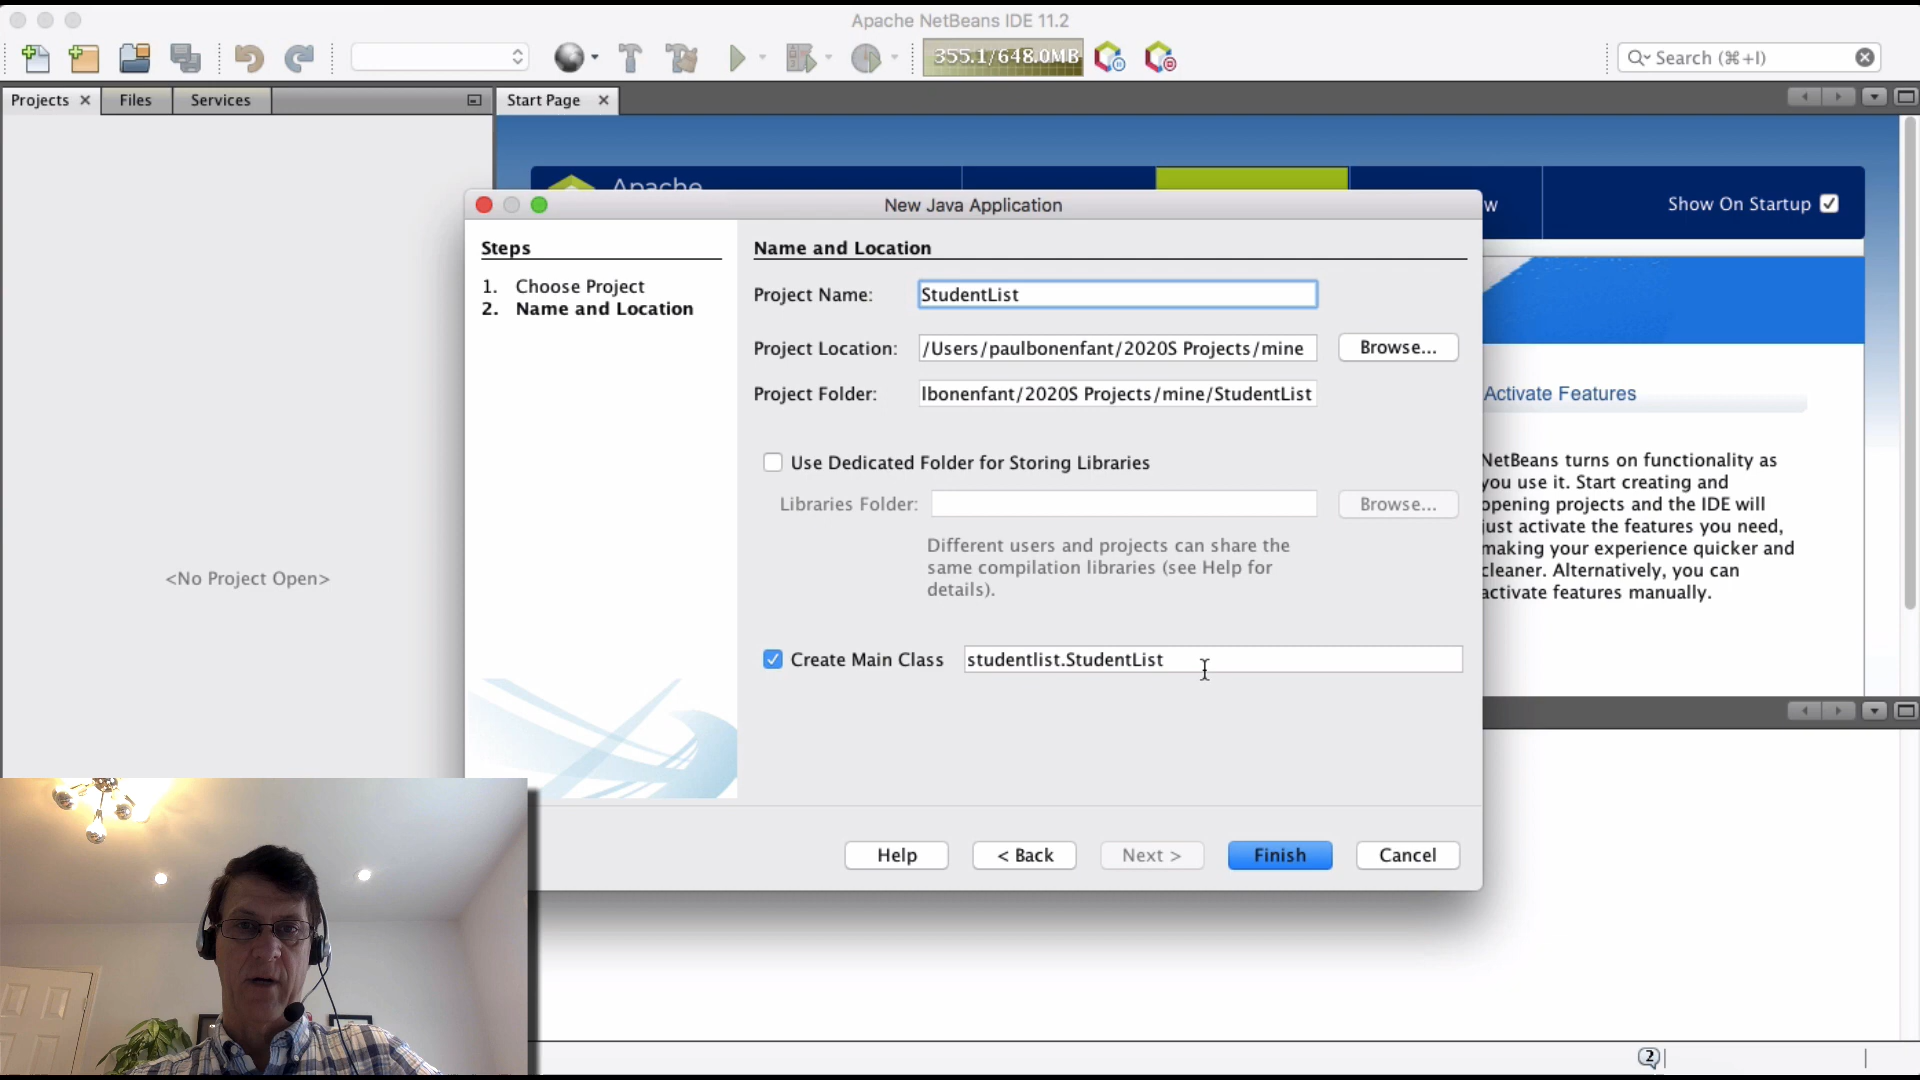 Apache NetBeans IDE 11.2
355.1/648.0MB
Search (⌘+I)
Projects
Files
Services
Start Page
Apache
w
Show On Startup
New Java Application
Steps
1. Choose Project
2. Name and Location
Name and Location
Project Name: StudentList
Project Location: /Users/paulbonenfant/2020S Projects/mine Browse...
Project Folder: lbonenfant/2020S Projects/mine/StudentList
Use Dedicated Folder for Storing Libraries
Libraries Folder: Browse...
Different users and projects can share the
same compilation libraries (see Help for
details).
Create Main Class studentlist.StudentList
Help < Back Next > Finish Cancel
<No Project Open>
Activate Features
NetBeans turns on functionality as
you use it. Start creating and
opening projects and the IDE will
just activate the features you need,
making your experience quicker and
cleaner. Alternatively, you can
activate features manually.
2